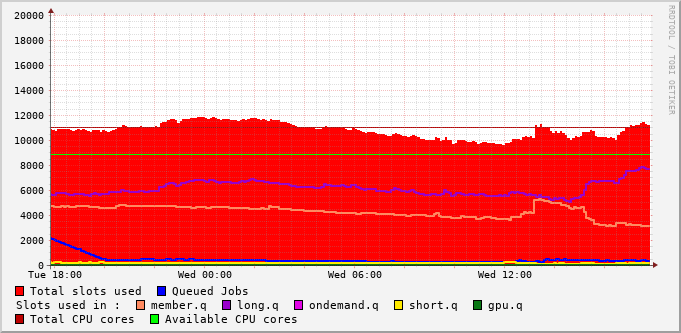 20000
18000
16000
14000
12000
10000
8000
6000
4000
2000
0
Tue 18:00 Wed 00:00 Wed 06:00 Wed 12:00
Total slots used Queued Jobs
Slots used in : member.q long.q ondemand.q short.q gpu.q
Total CPU cores Available CPU cores
RRDTOOL / TOBI OETIKER